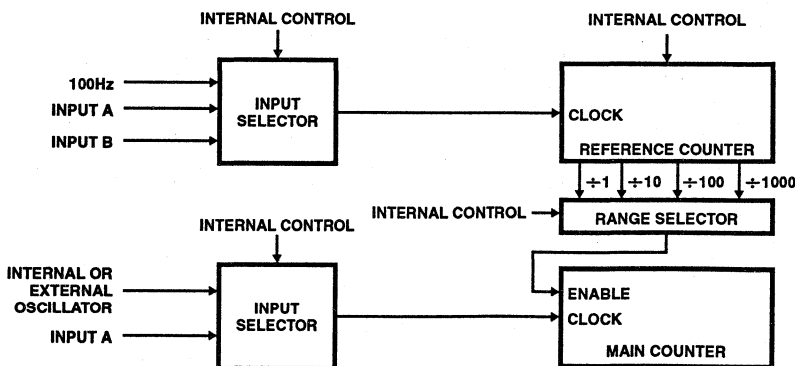 INTERNAL CONTROL
100Hz
INPUT A
INPUT B
INPUT
SELECTOR
INTERNAL CONTROL
CLOCK
REFERENCE COUNTER
÷1
÷10
÷100
÷1000
INTERNAL CONTROL
RANGE SELECTOR
INTERNAL CONTROL
INTERNAL OR
EXTERNAL
OSCILLATOR
INPUT A
INPUT
SELECTOR
ENABLE
CLOCK
MAIN COUNTER